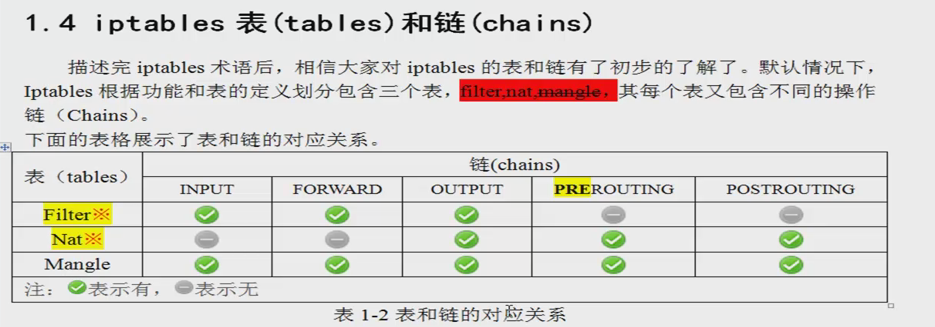 1.4 iptables 表(tables)和链(chains)
描述完 iptables 术语后，相信大家对 iptables 的表和链有了初步的了解了。默认情况下，
Iptables 根据功能和表的定义划分包含三个表，filter,nat,mangle，其每个表又包含不同的操作
链（Chains）。
下面的表格展示了表和链的对应关系。
表（tables） 链(chains)
INPUT FORWARD OUTPUT PREROUTING POSTROUTING
Filter※
Nat※
Mangle
注： 表示有， 表示无
表 1-2 表和链的对应关系